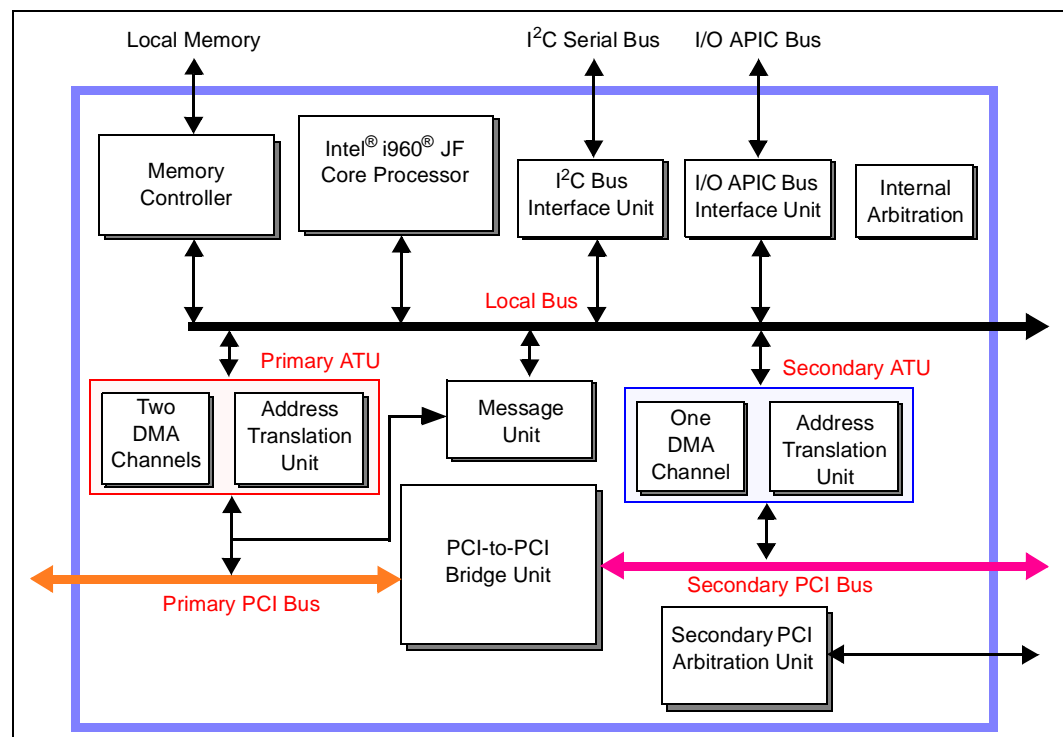 Local Memory
I²C Serial Bus
I/O APIC Bus
Memory
Controller
Intel® i960® JF
Core Processor
I²C Bus
Interface Unit
I/O APIC Bus
Interface Unit
Internal
Arbitration
Local Bus
Primary ATU
Secondary ATU
Two
DMA
Channels
Address
Translation
Unit
Message
Unit
One
DMA
Channel
Address
Translation
Unit
PCI-to-PCI
Bridge Unit
Primary PCI Bus
Secondary PCI Bus
Secondary PCI
Arbitration Unit